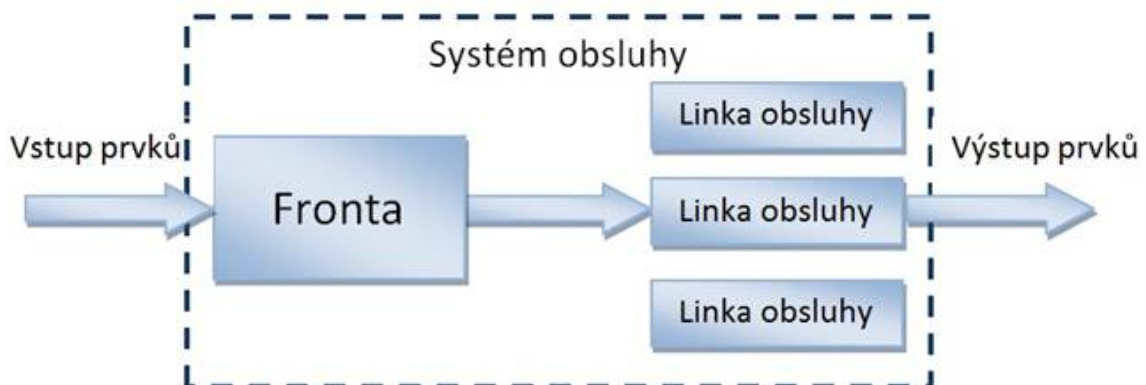 Systém obsluhy
Vstup prvků
Fronta
Linka obsluhy
Linka obsluhy
Linka obsluhy
Výstup prvků